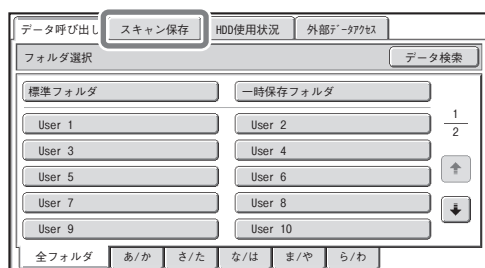 データ呼び出し スキャン保存 HDD使用状況 外部データアクセス
フォルダ選択 データ検索
標準フォルダ 一時保存フォルダ
User 1 User 2
1
2
User 3 User 4
User 5 User 6
User 7 User 8
User 9 User 10
全フォルダ あ/か さ/た な/は ま/や ら/わ